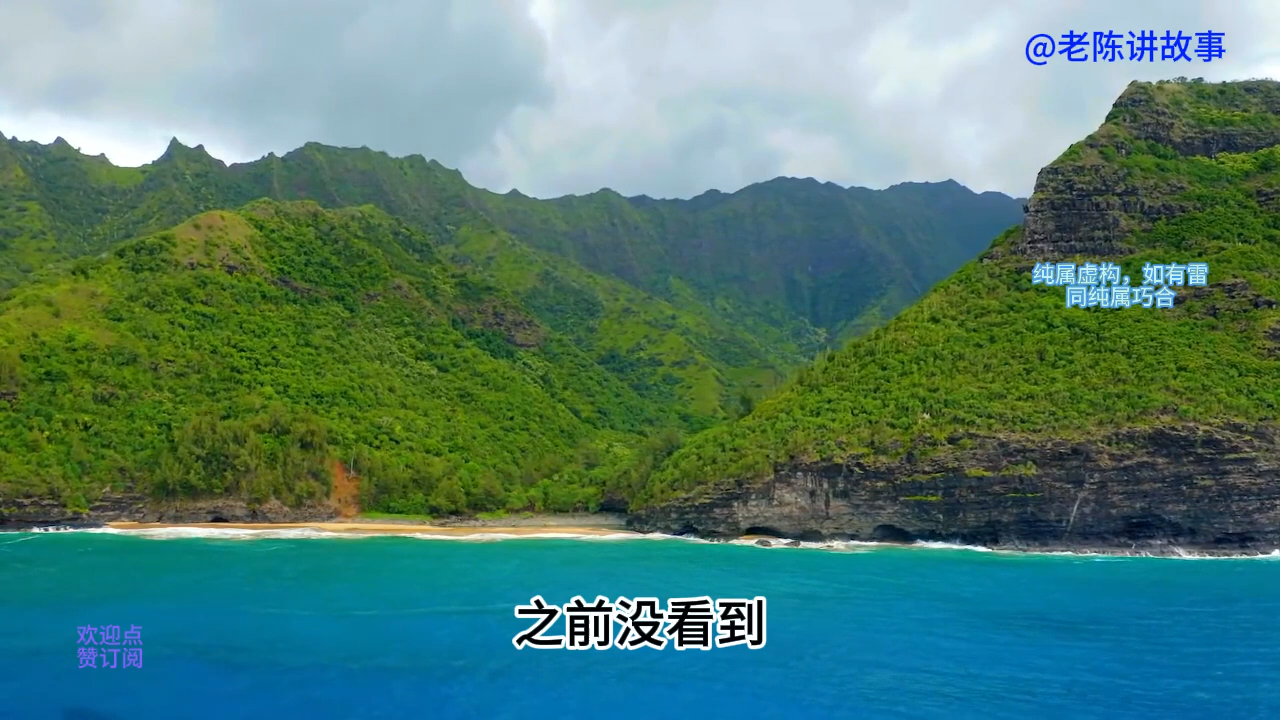 @老陈讲故事
纯属虚构，如有雷
同纯属巧合
之前没看到
欢迎点
赞订阅